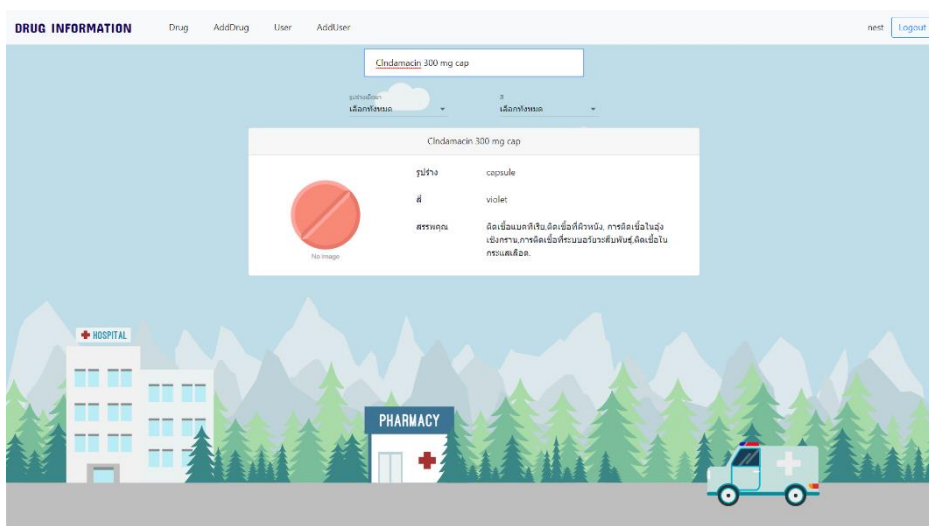 DRUG INFORMATION Drug AddDrug User AddUser nest Logout
CIndamacin 300 mg cap
สี
เลือกทั้งหมด เลือกทั้งหมด
CIndamacin 300 mg cap
รูปร่าง capsule
สี violet
สรรพคุณ ติดเชื้อแบคทีเรีย,ติดเชื้อที่ผิวหนัง, การติดเชื้อในอุ้ง
เชิงกราน,การติดเชื้อที่ระบบอวัยวะสืบพันธุ์,ติดเชื้อใน
กระแสเลือด.
No Image
HOSPITAL
PHARMACY